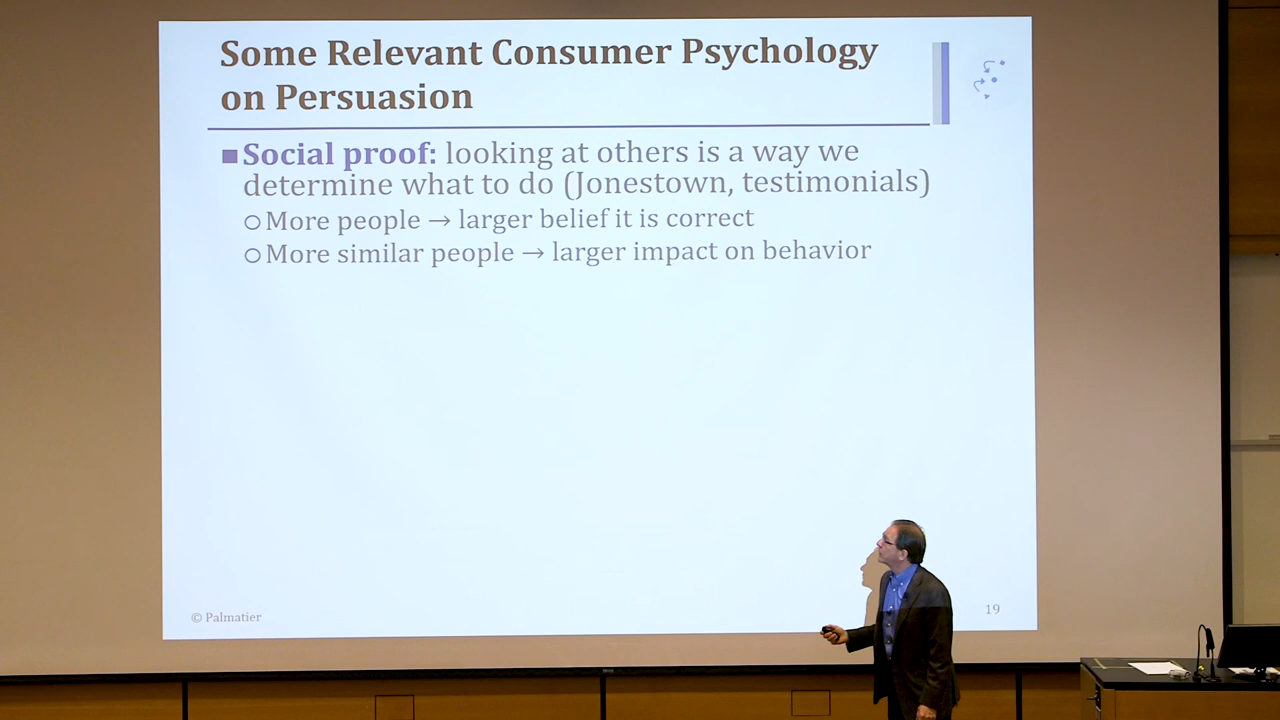 Some Relevant Consumer Psychology
on Persuasion
■ Social proof: looking at others is a way we
determine what to do (Jonestown, testimonials)
○ More people → larger belief it is correct
○ More similar people → larger impact on behavior
© Palmatier
19